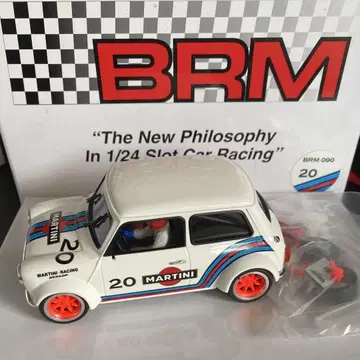 BRM
“The New Philosophy
In 1/24 Slot Car Racing”
BRM 090
20
MARTINI
20
MARTINI-RACING
DUNLOP
20
MARTINI